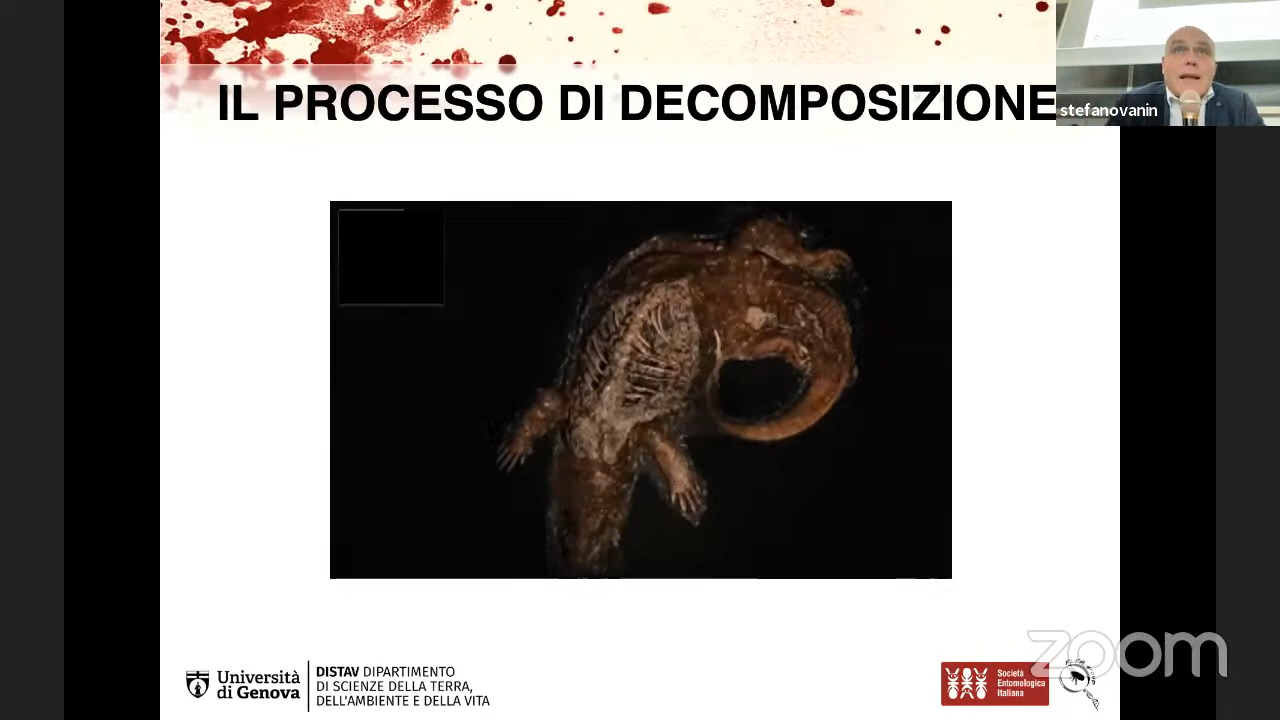 IL PROCESSO DI DECOMPOSIZIONE
stefanovanin
Università
di Genova
DISTAV DIPARTIMENTO
DI SCIENZE DELLA TERRA,
DELL'AMBIENTE E DELLA VITA
Società
Entomologica
Italiana
zoom